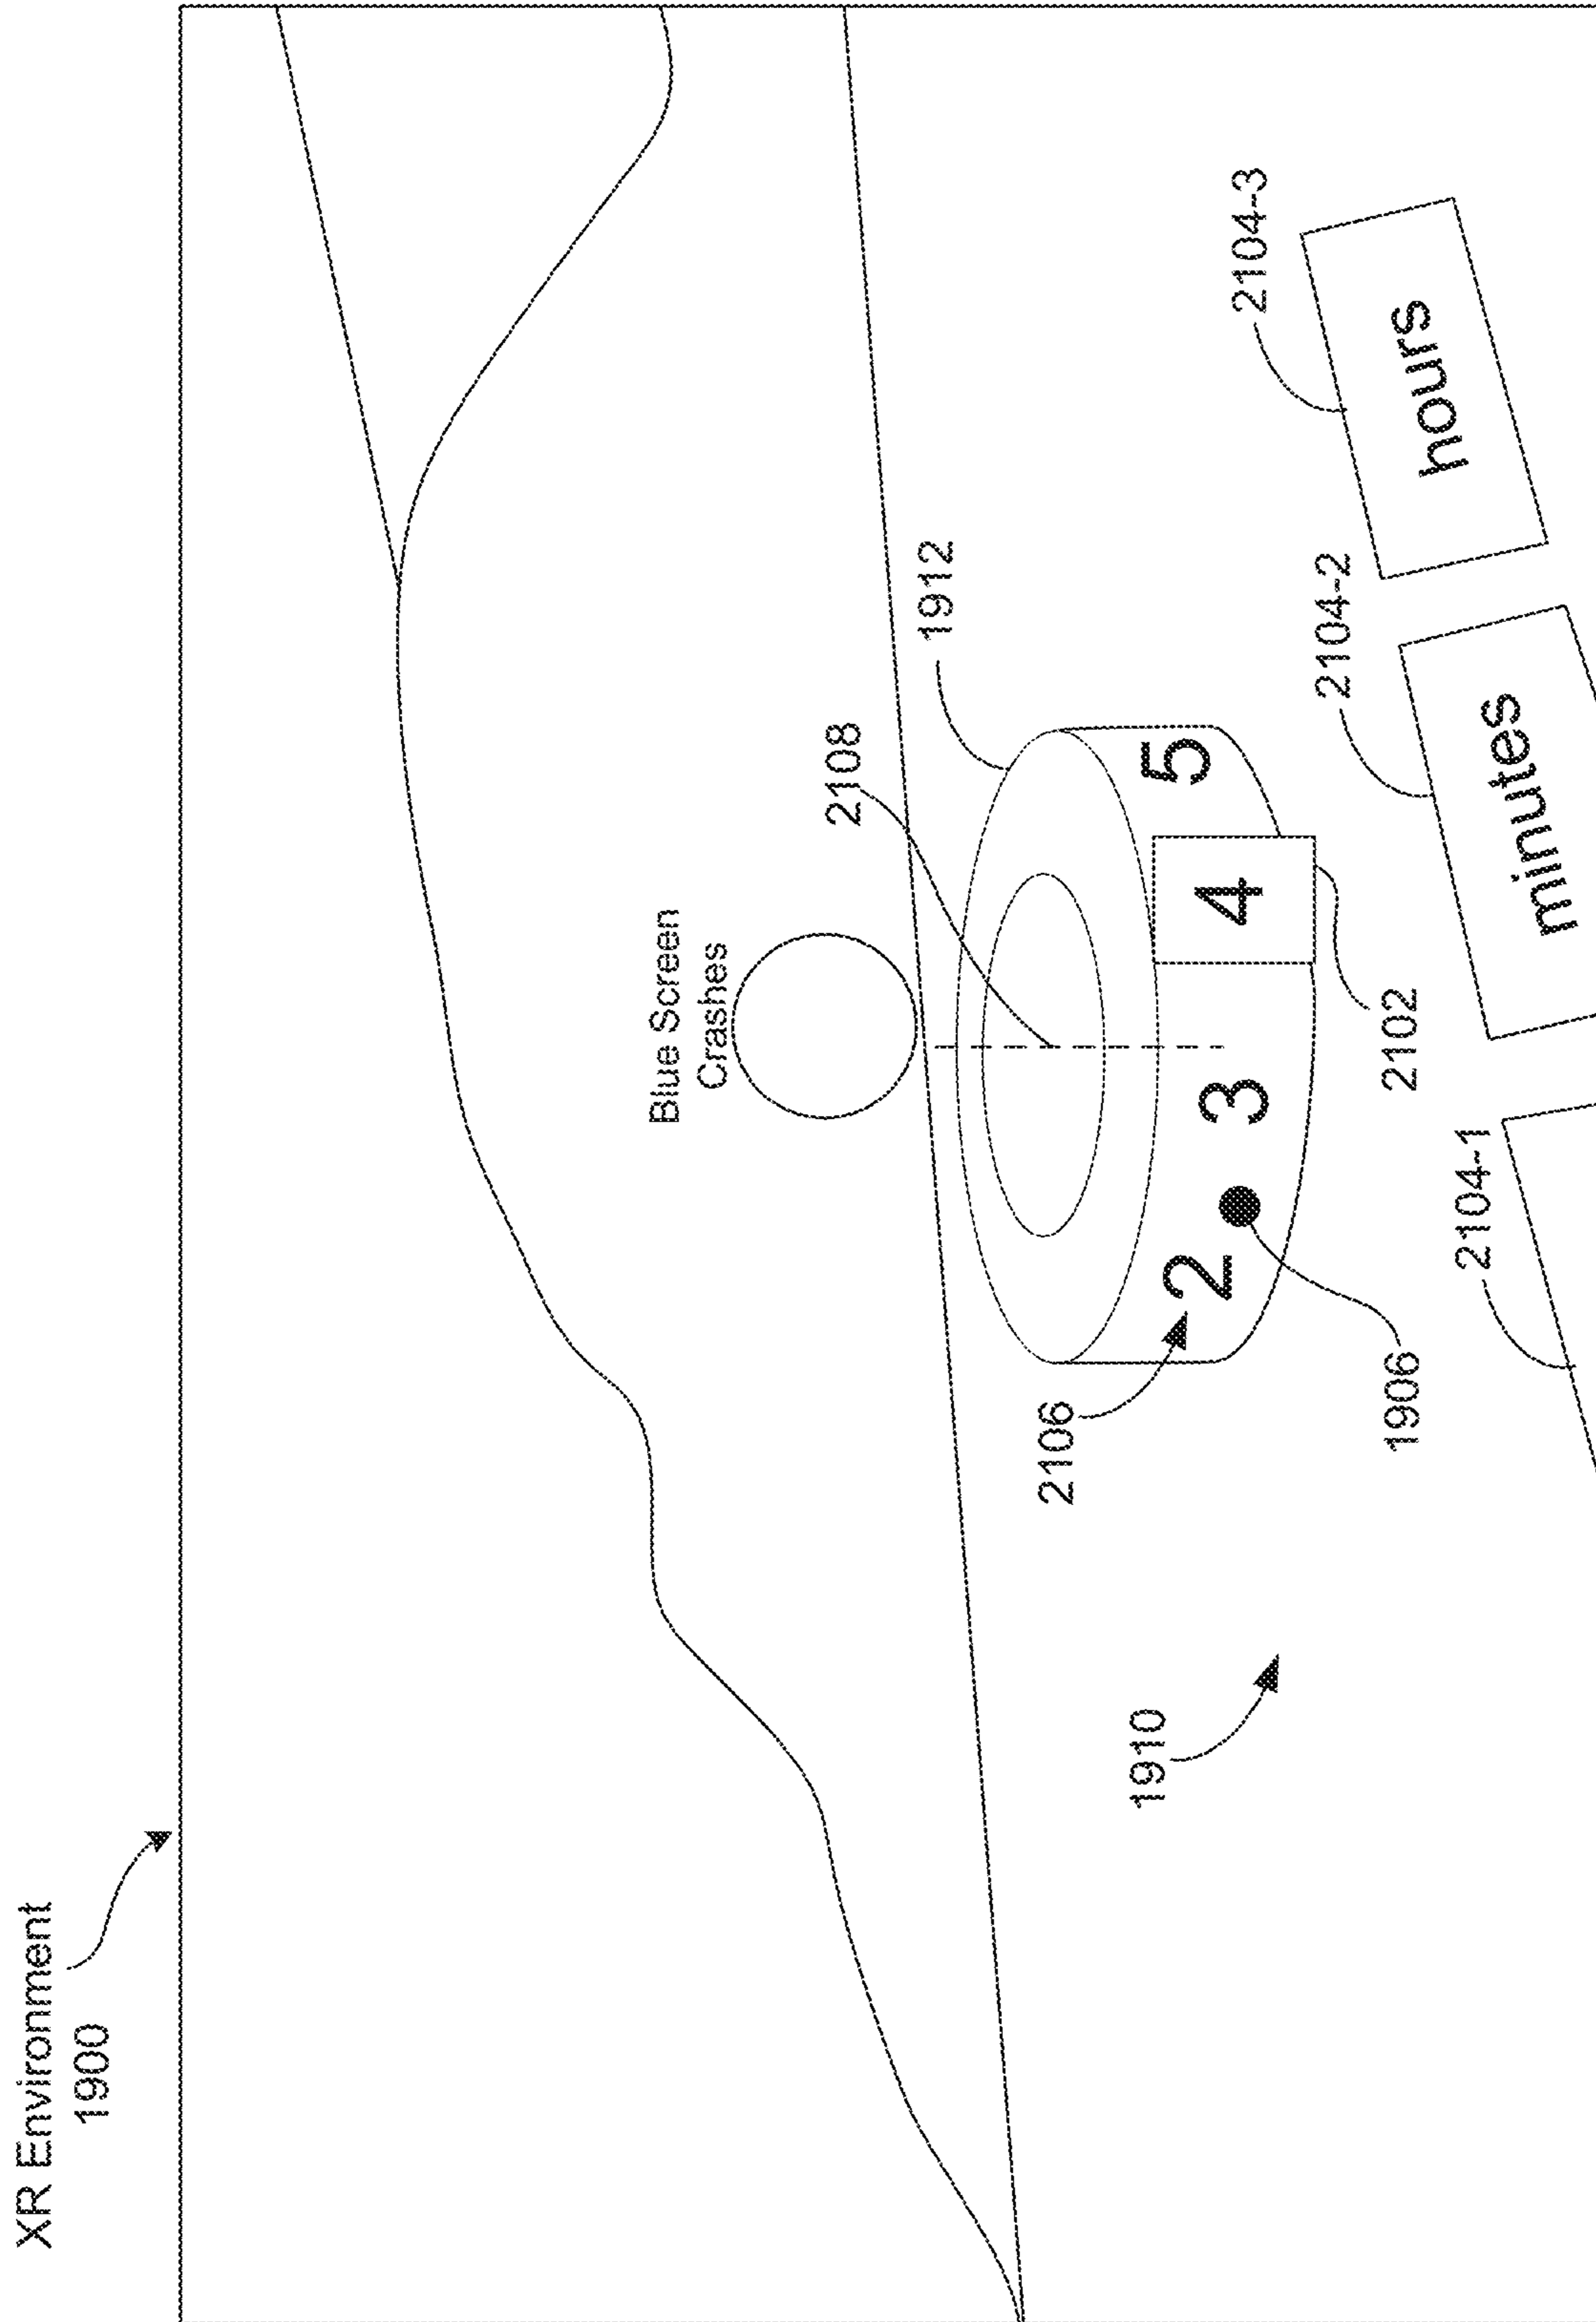 XR Environment
1900
Blue Screen
Crashes
2108
1912
2106
2
3
4
5
1906
2102
1910
2104-1
2104-2
2104-3
minutes
hours